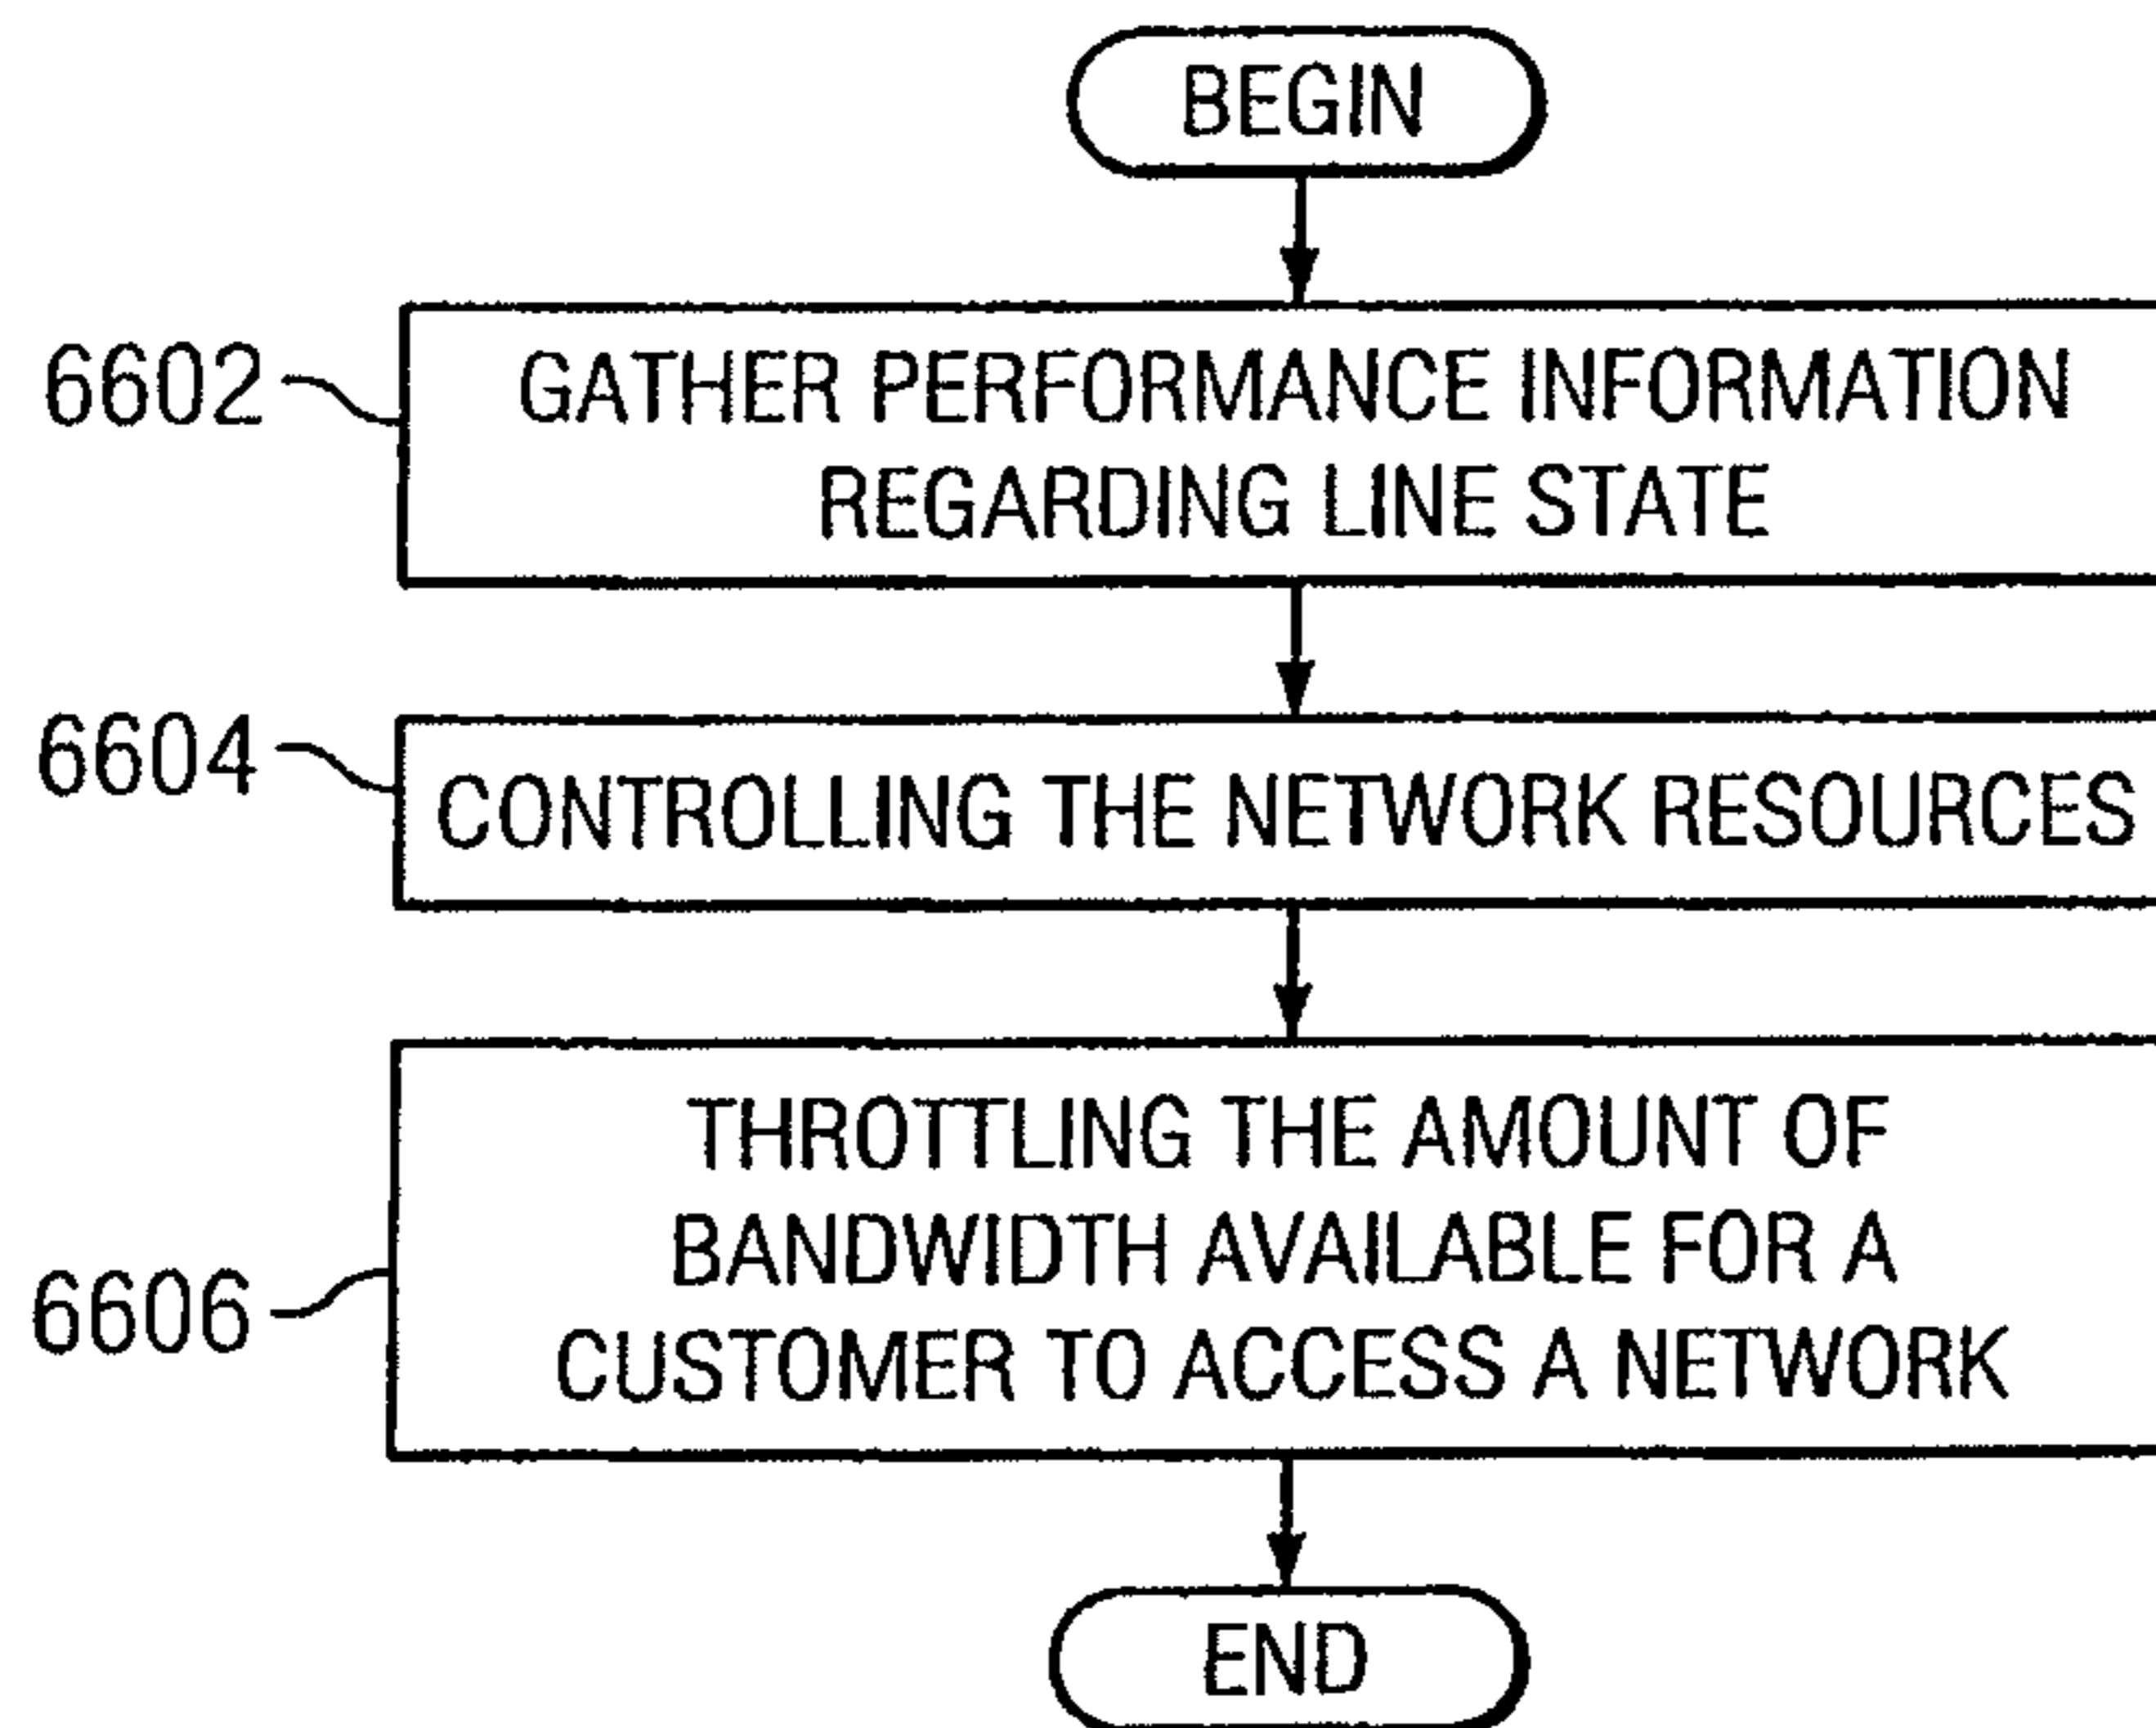 BEGIN
6602
GATHER PERFORMANCE INFORMATION
REGARDING LINE STATE
6604
CONTROLLING THE NETWORK RESOURCES
6606
THROTTLING THE AMOUNT OF
BANDWIDTH AVAILABLE FOR A
CUSTOMER TO ACCESS A NETWORK
END